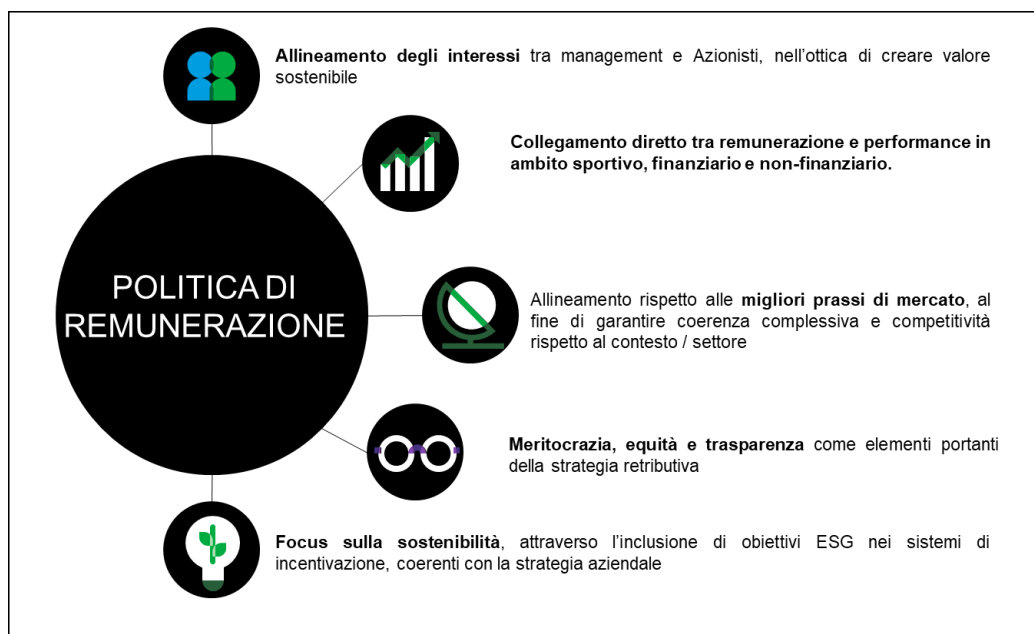 Allineamento degli interessi tra management e Azionisti, nell'ottica di creare valore
sostenibile
Collegamento diretto tra remunerazione e performance in
ambito sportivo, finanziario e non-finanziario.
POLITICA DI
REMUNERAZIONE
Allineamento rispetto alle migliori prassi di mercato, al
fine di garantire coerenza complessiva e competitività
rispetto al contesto / settore
Meritocrazia, equità e trasparenza come elementi portanti
della strategia retributiva
Focus sulla sostenibilità, attraverso l'inclusione di obiettivi ESG nei sistemi di
incentivazione, coerenti con la strategia aziendale